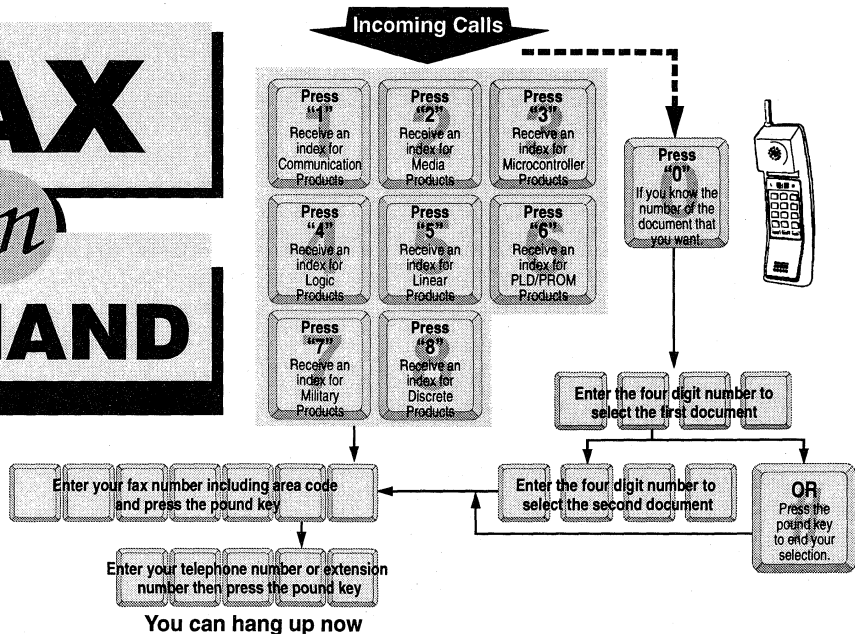 AX
n
AND
Incoming Calls
Press
"1"
Receive an
index for
Communication
Products
Press
"2"
Receive an
index for
Media
Products
Press
"3"
Receive an
index for
Microcontroller
Products
Press
"4"
Receive an
index for
Logic
Products
Press
"5"
Receive an
index for
Linear
Products
Press
"6"
Receive an
index for
PLD/PROM
Products
Press
"7"
Receive an
index for
Military
Products
Press
"8"
Receive an
index for
Discrete
Products
Press
"0"
If you know the
number of the
document that
you want.
Enter the four digit number to
select the first document
Enter the four digit number to
select the second document
OR
Press the
pound key
to end your
selection.
Enter your fax number including area code
and press the pound key
Enter your telephone number or extension
number then press the pound key
You can hang up now